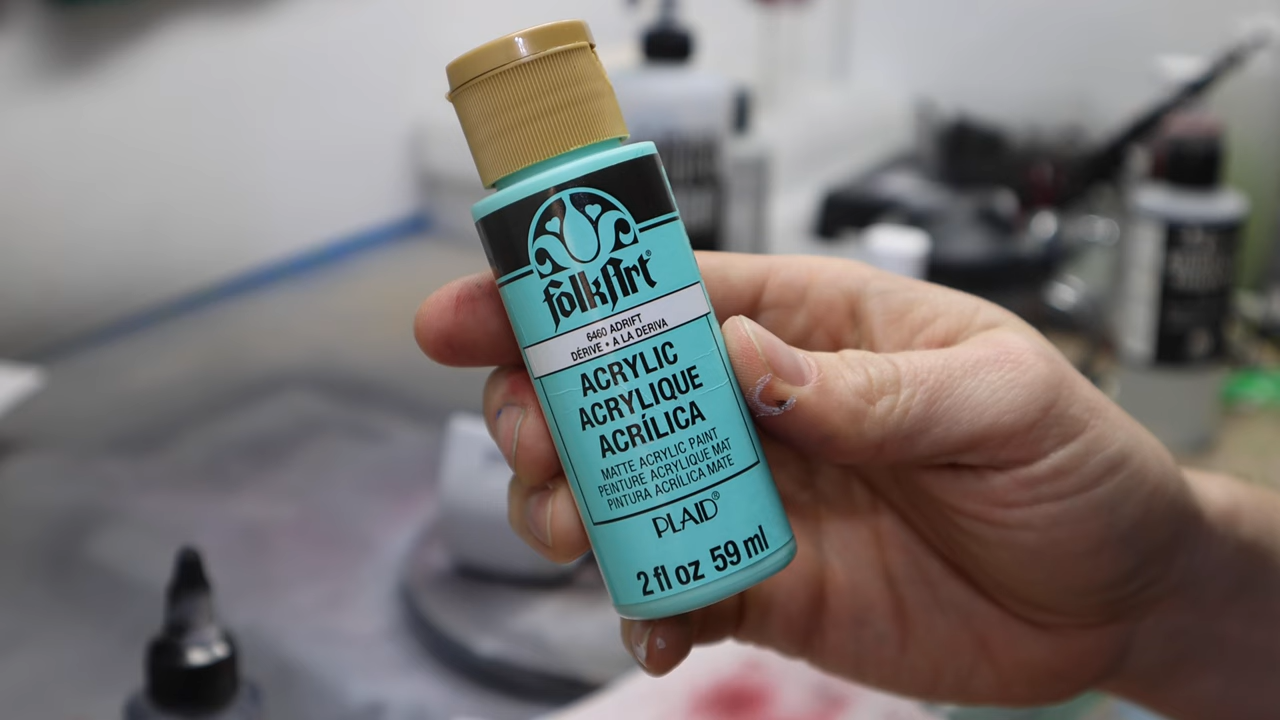 folkArt®
6460 ADRIFT
DÉRIVE • A LA DERIVA
ACRYLIC
ACRYLIQUE
ACRÍLICA
MATTE ACRYLIC PAINT
PEINTURE ACRYLIQUE MAT
PINTURA ACRÍLICA MATE
PLAID®
2 fl oz 59 ml